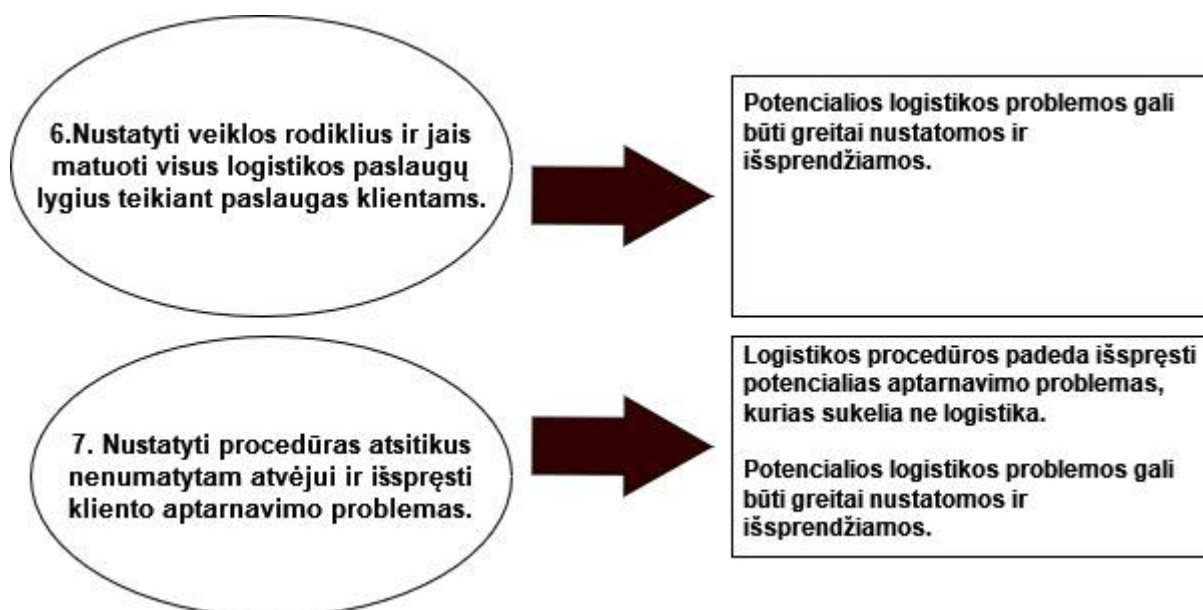 6.Nustatyti veiklos rodiklius ir jais
matuoti visus logistikos paslaugų
lygius teikiant paslaugas klientams.
Potencialios logistikos problemos gali
būti greitai nustatomos ir
išsprendžiamos.
7. Nustatyti procedūras atsitikus
nenumatytam atvėjui ir išspręsti
kliento aptarnavimo problemas.
Logistikos procedūros padeda išspręsti
potencialias aptarnavimo problemas,
kurias sukelia ne logistika.
Potencialios logistikos problemos gali
būti greitai nustatomos ir
išsprendžiamos.